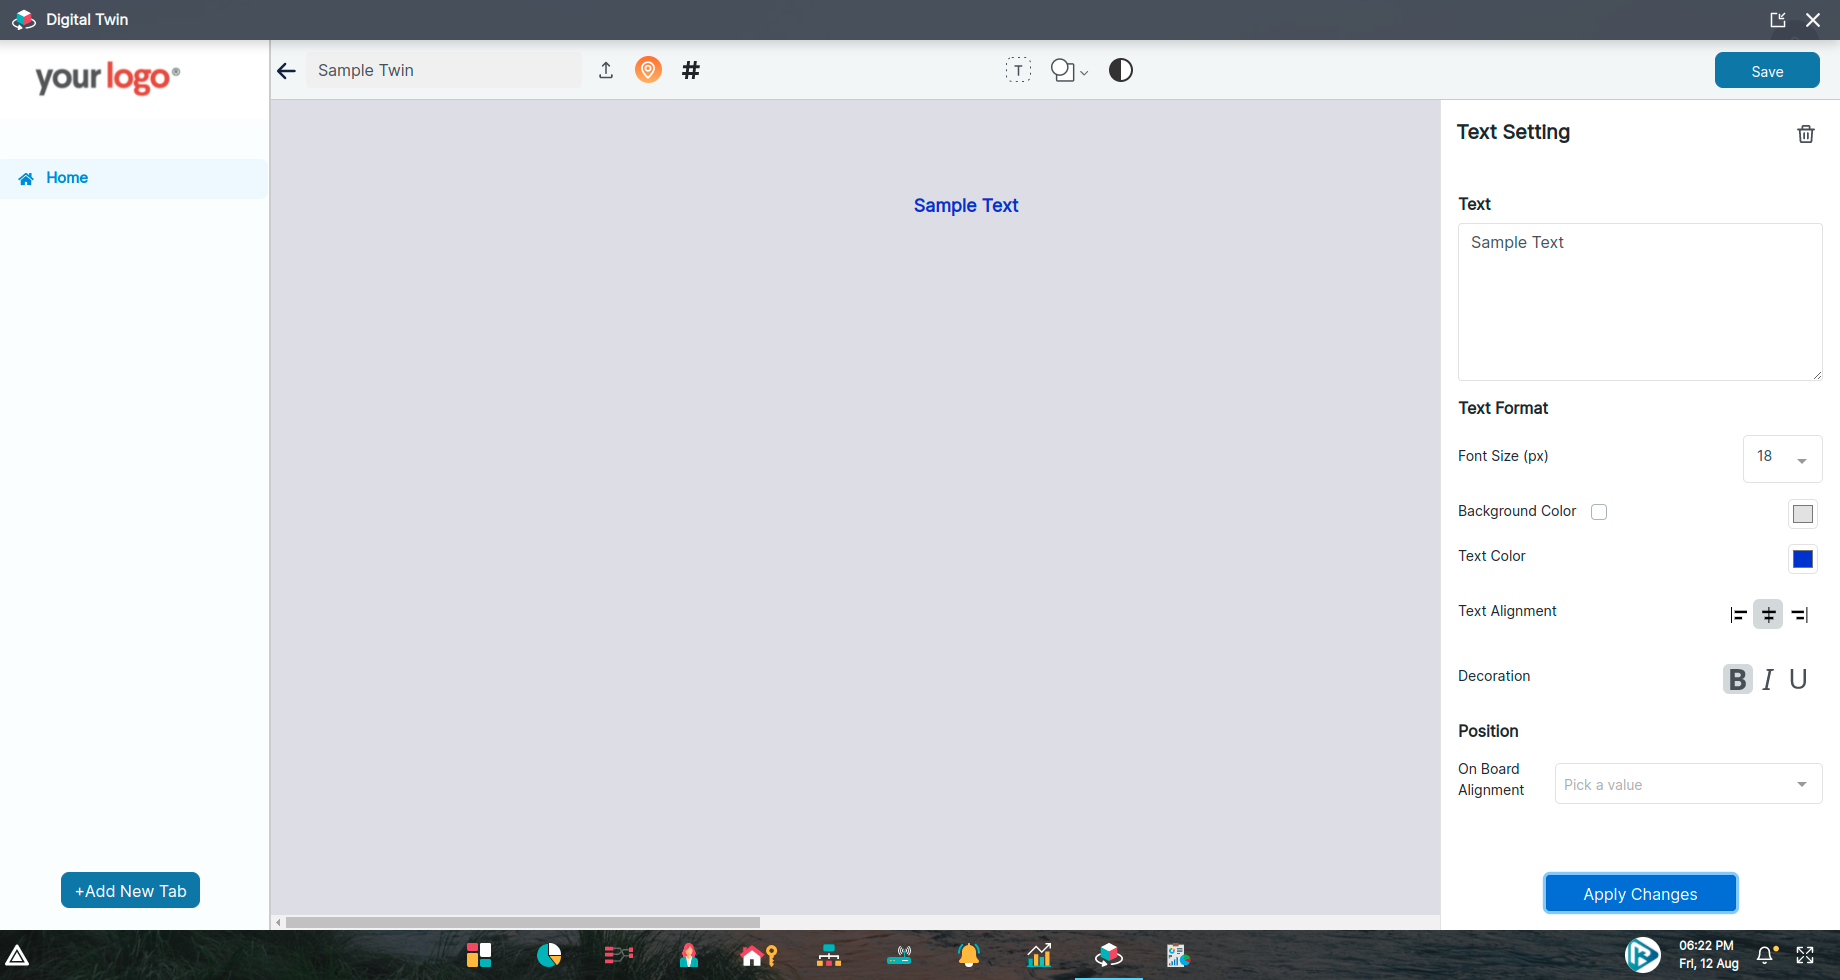 Digital Twin
your logo®
Sample Twin
#
T
Save
Home
Sample Text
Text Setting
Text
Sample Text
Text Format
Font Size (px)
18
Background Color
Text Color
Text Alignment
Decoration
B I U
Position
On Board
Alignment
Pick a value
+Add New Tab
Apply Changes
06:22 PM
Fri, 12 Aug